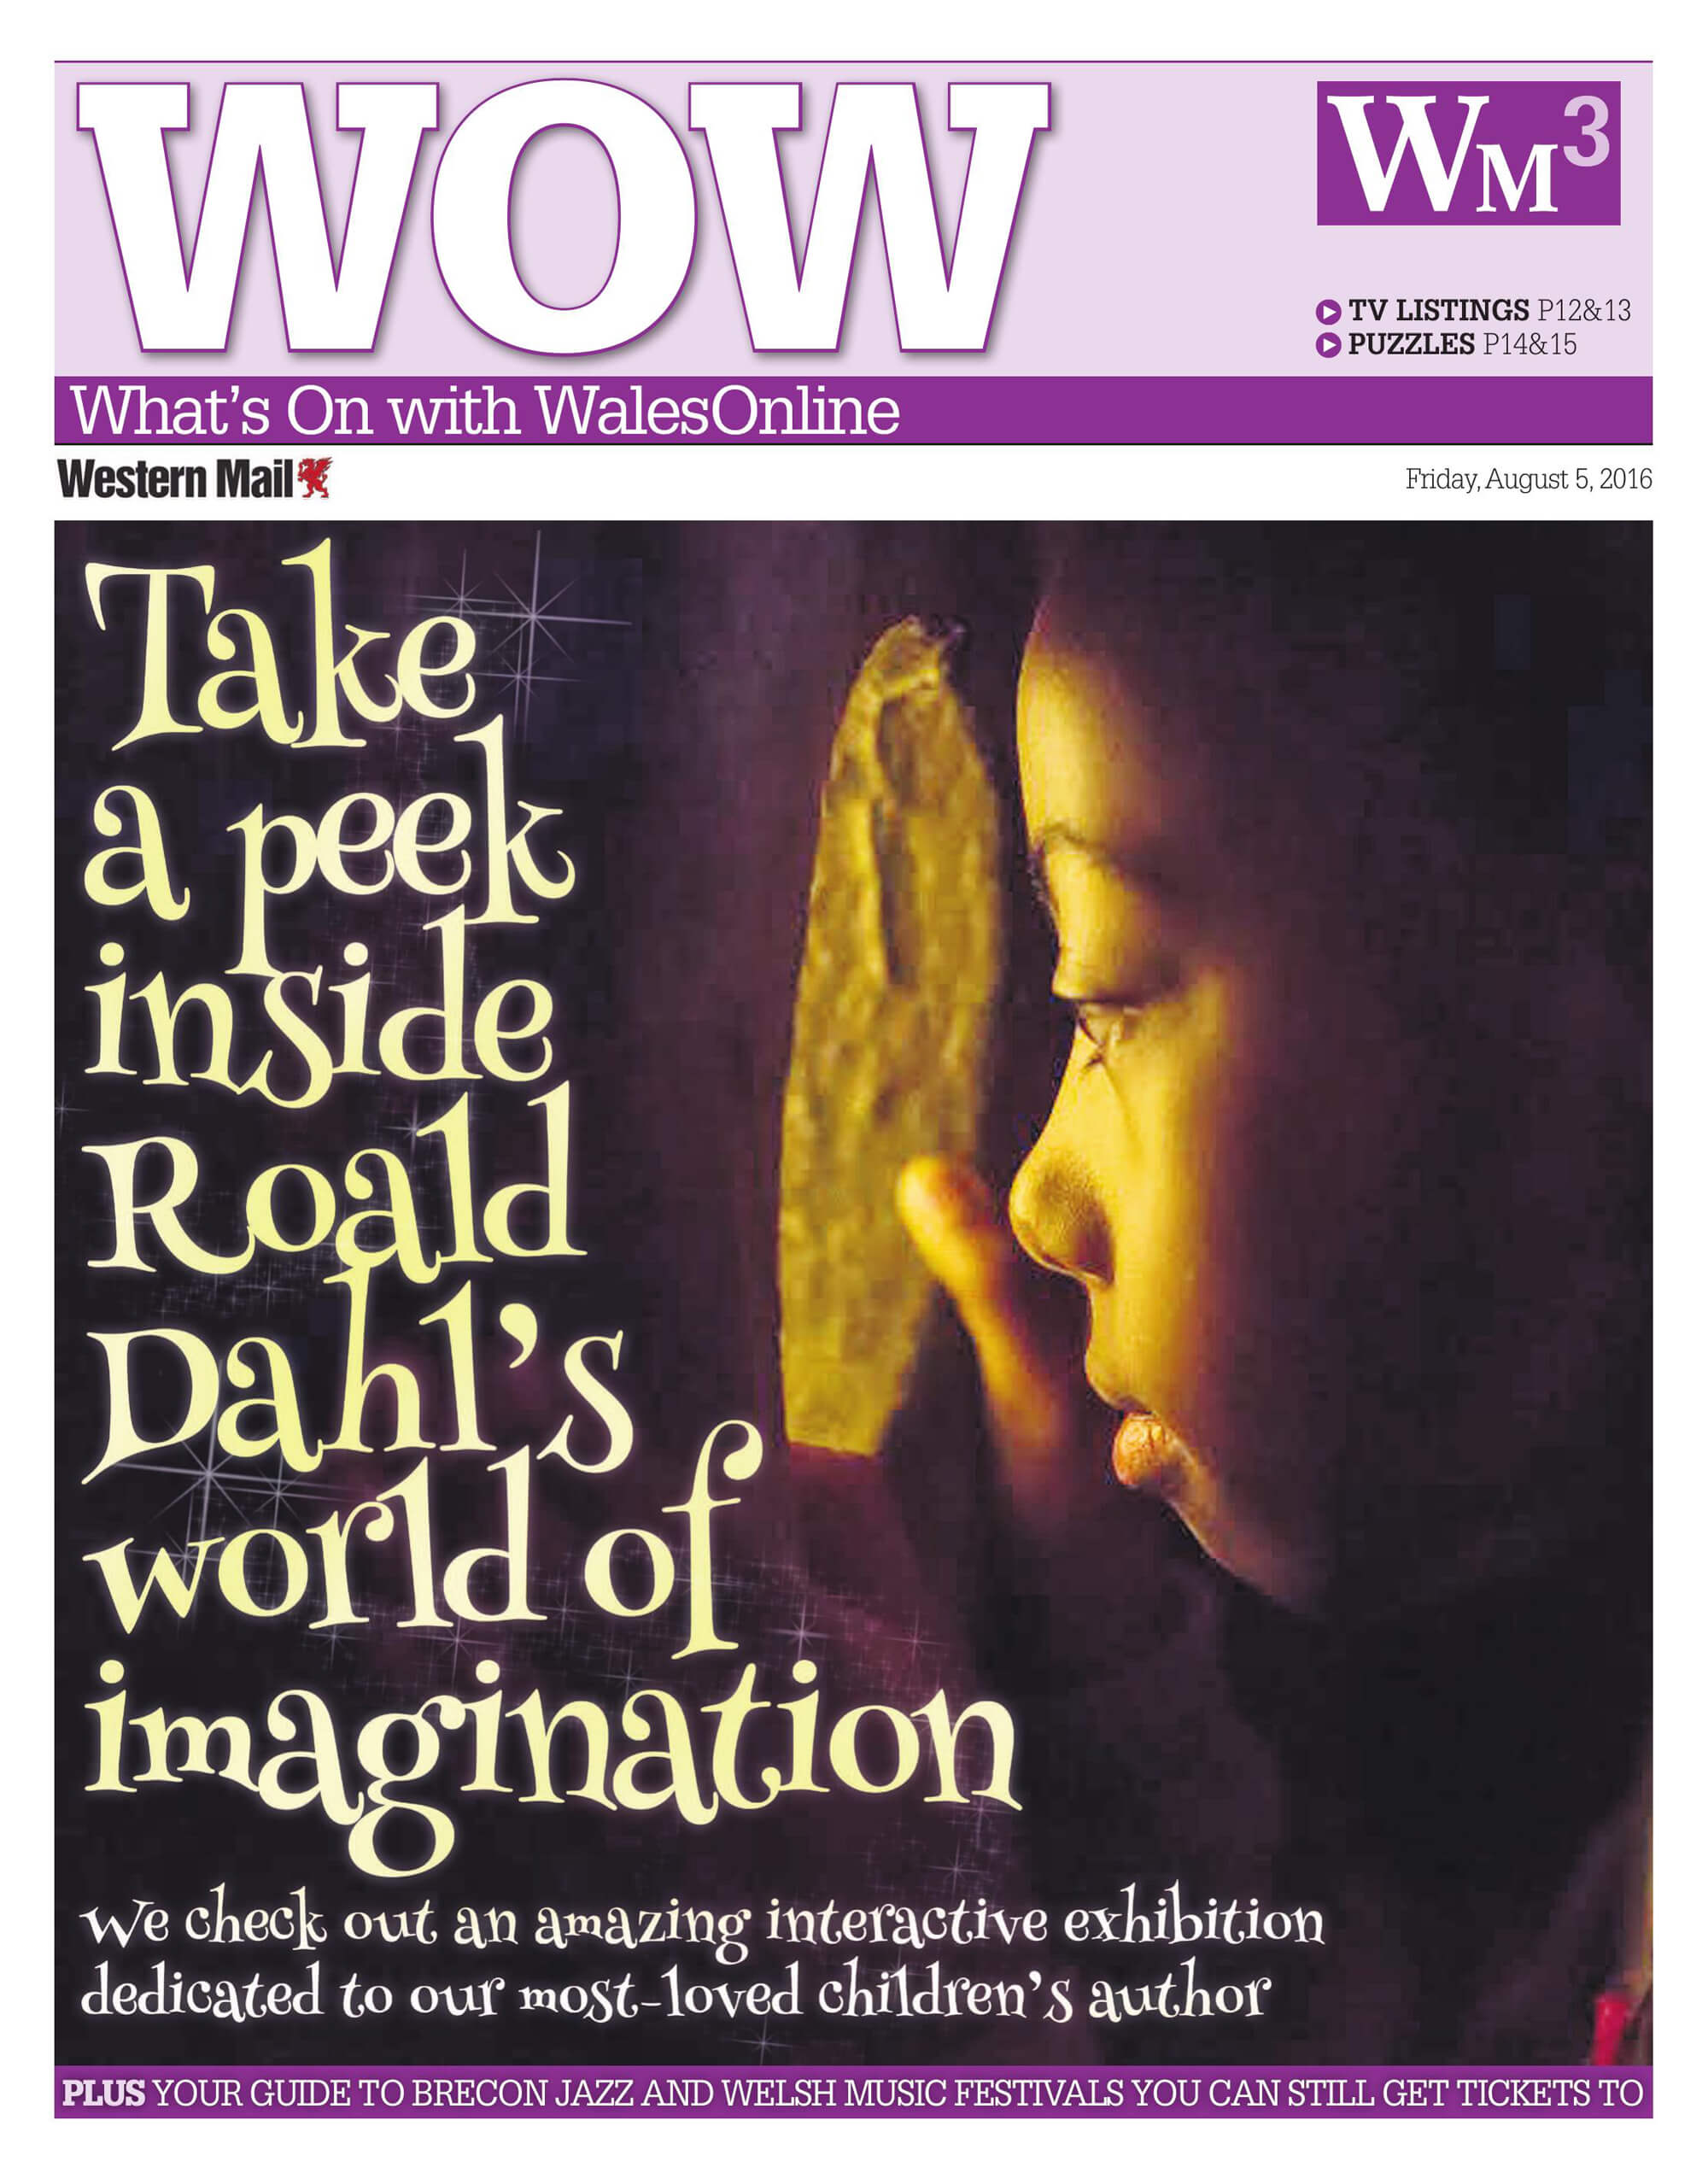 WOW
WM3
TV LISTINGS P12&13
PUZZLES P14&15
What's On with WalesOnline
Western Mail
Friday, August 5, 2016
Take
a peek
inside
Roald
Dahl's
world of
imagination
We check out an amazing interactive exhibition
dedicated to our most-loved children's author
PLUS YOUR GUIDE TO BRECON JAZZ AND WELSH MUSIC FESTIVALS YOU CAN STILL GET TICKETS TO